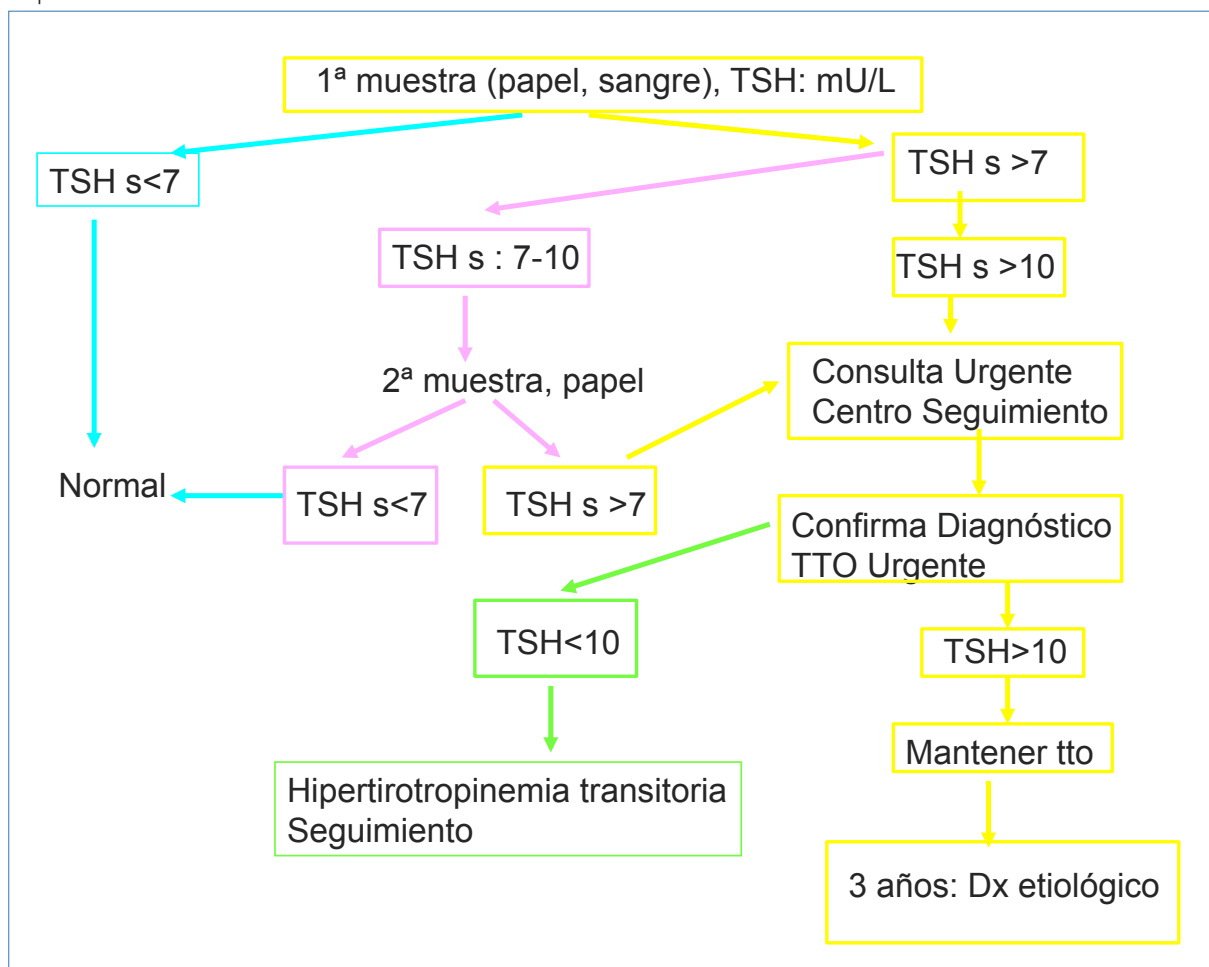 1ª muestra (papel, sangre), TSH: mU/L
TSH s<7
TSH s >7
TSH s : 7-10
TSH s >10
2ª muestra, papel
Consulta Urgente
Centro Seguimiento
Normal
TSH s<7
TSH s >7
Confirma Diagnóstico
TTO Urgente
TSH<10
TSH>10
Mantener tto
Hipertirotropinemia transitoria
Seguimiento
3 años: Dx etiológico